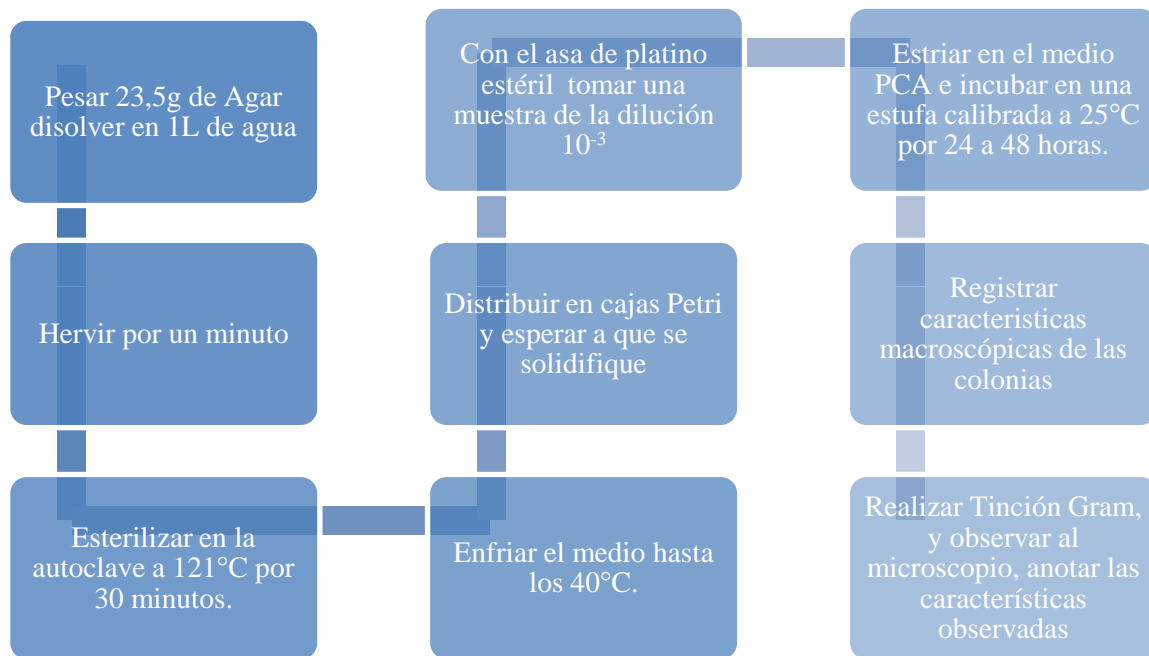 Pesar 23,5g de Agar
disolver en 1L de agua
Hervir por un minuto
Esterilizar en la
autoclave a 121°C por
30 minutos.
Enfriar el medio hasta
los 40°C.
Distribuir en cajas Petri
y esperar a que se
solidifique
Con el asa de platino
estéril tomar una
muestra de la dilución
10⁻³
Estriar en el medio
PCA e incubar en una
estufa calibrada a 25°C
por 24 a 48 horas.
Registrar
caracteristicas
macroscópicas de las
colonias
Realizar Tinción Gram,
y observar al
microscopio, anotar las
características
observadas